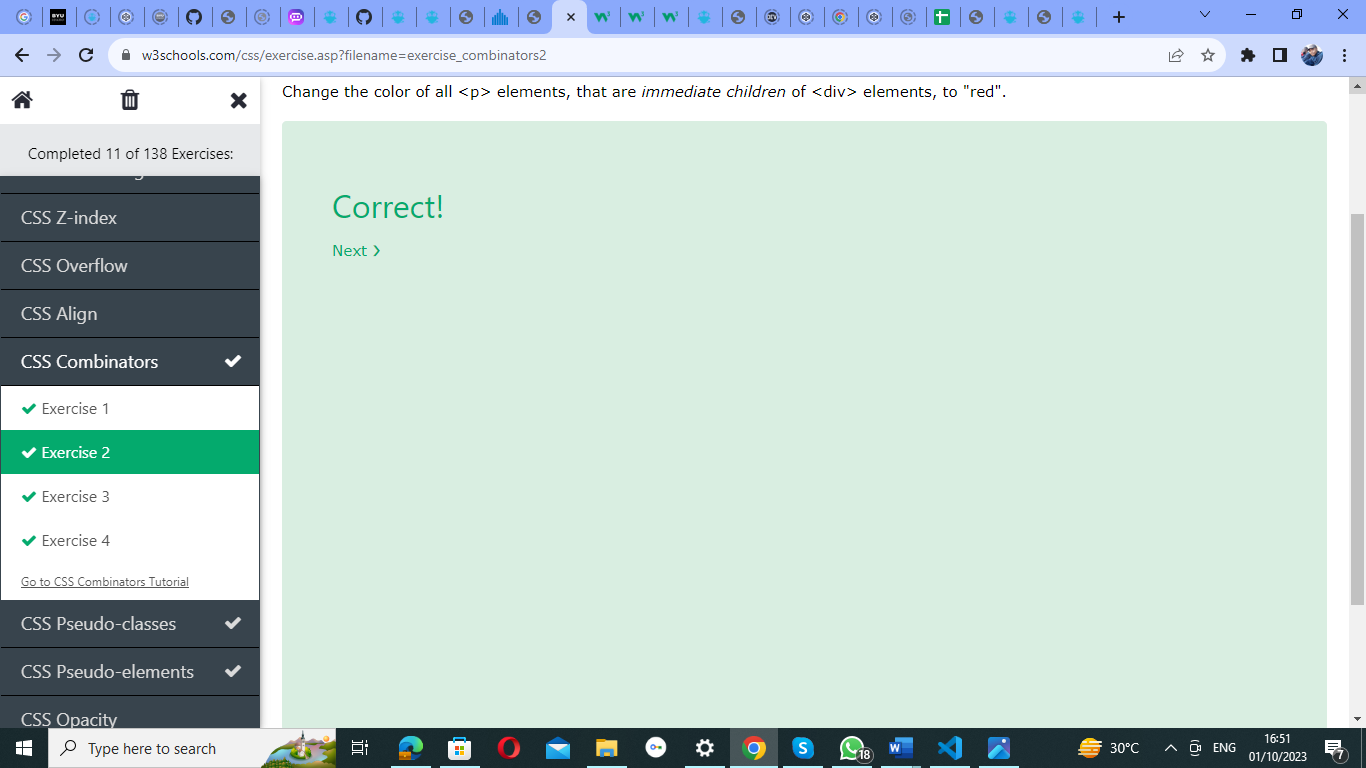 w3schools.com/css/exercise.asp?filename=exercise_combinators2
Change the color of all <p> elements, that are immediate children of <div> elements, to "red".
Completed 11 of 138 Exercises:
CSS Z-index
CSS Overflow
CSS Align
CSS Combinators
Exercise 1
Exercise 2
Exercise 3
Exercise 4
Go to CSS Combinators Tutorial
CSS Pseudo-classes
CSS Pseudo-elements
CSS Opacity
Correct!
Next
Type here to search
18
30°C
ENG
16:51
01/10/2023
7